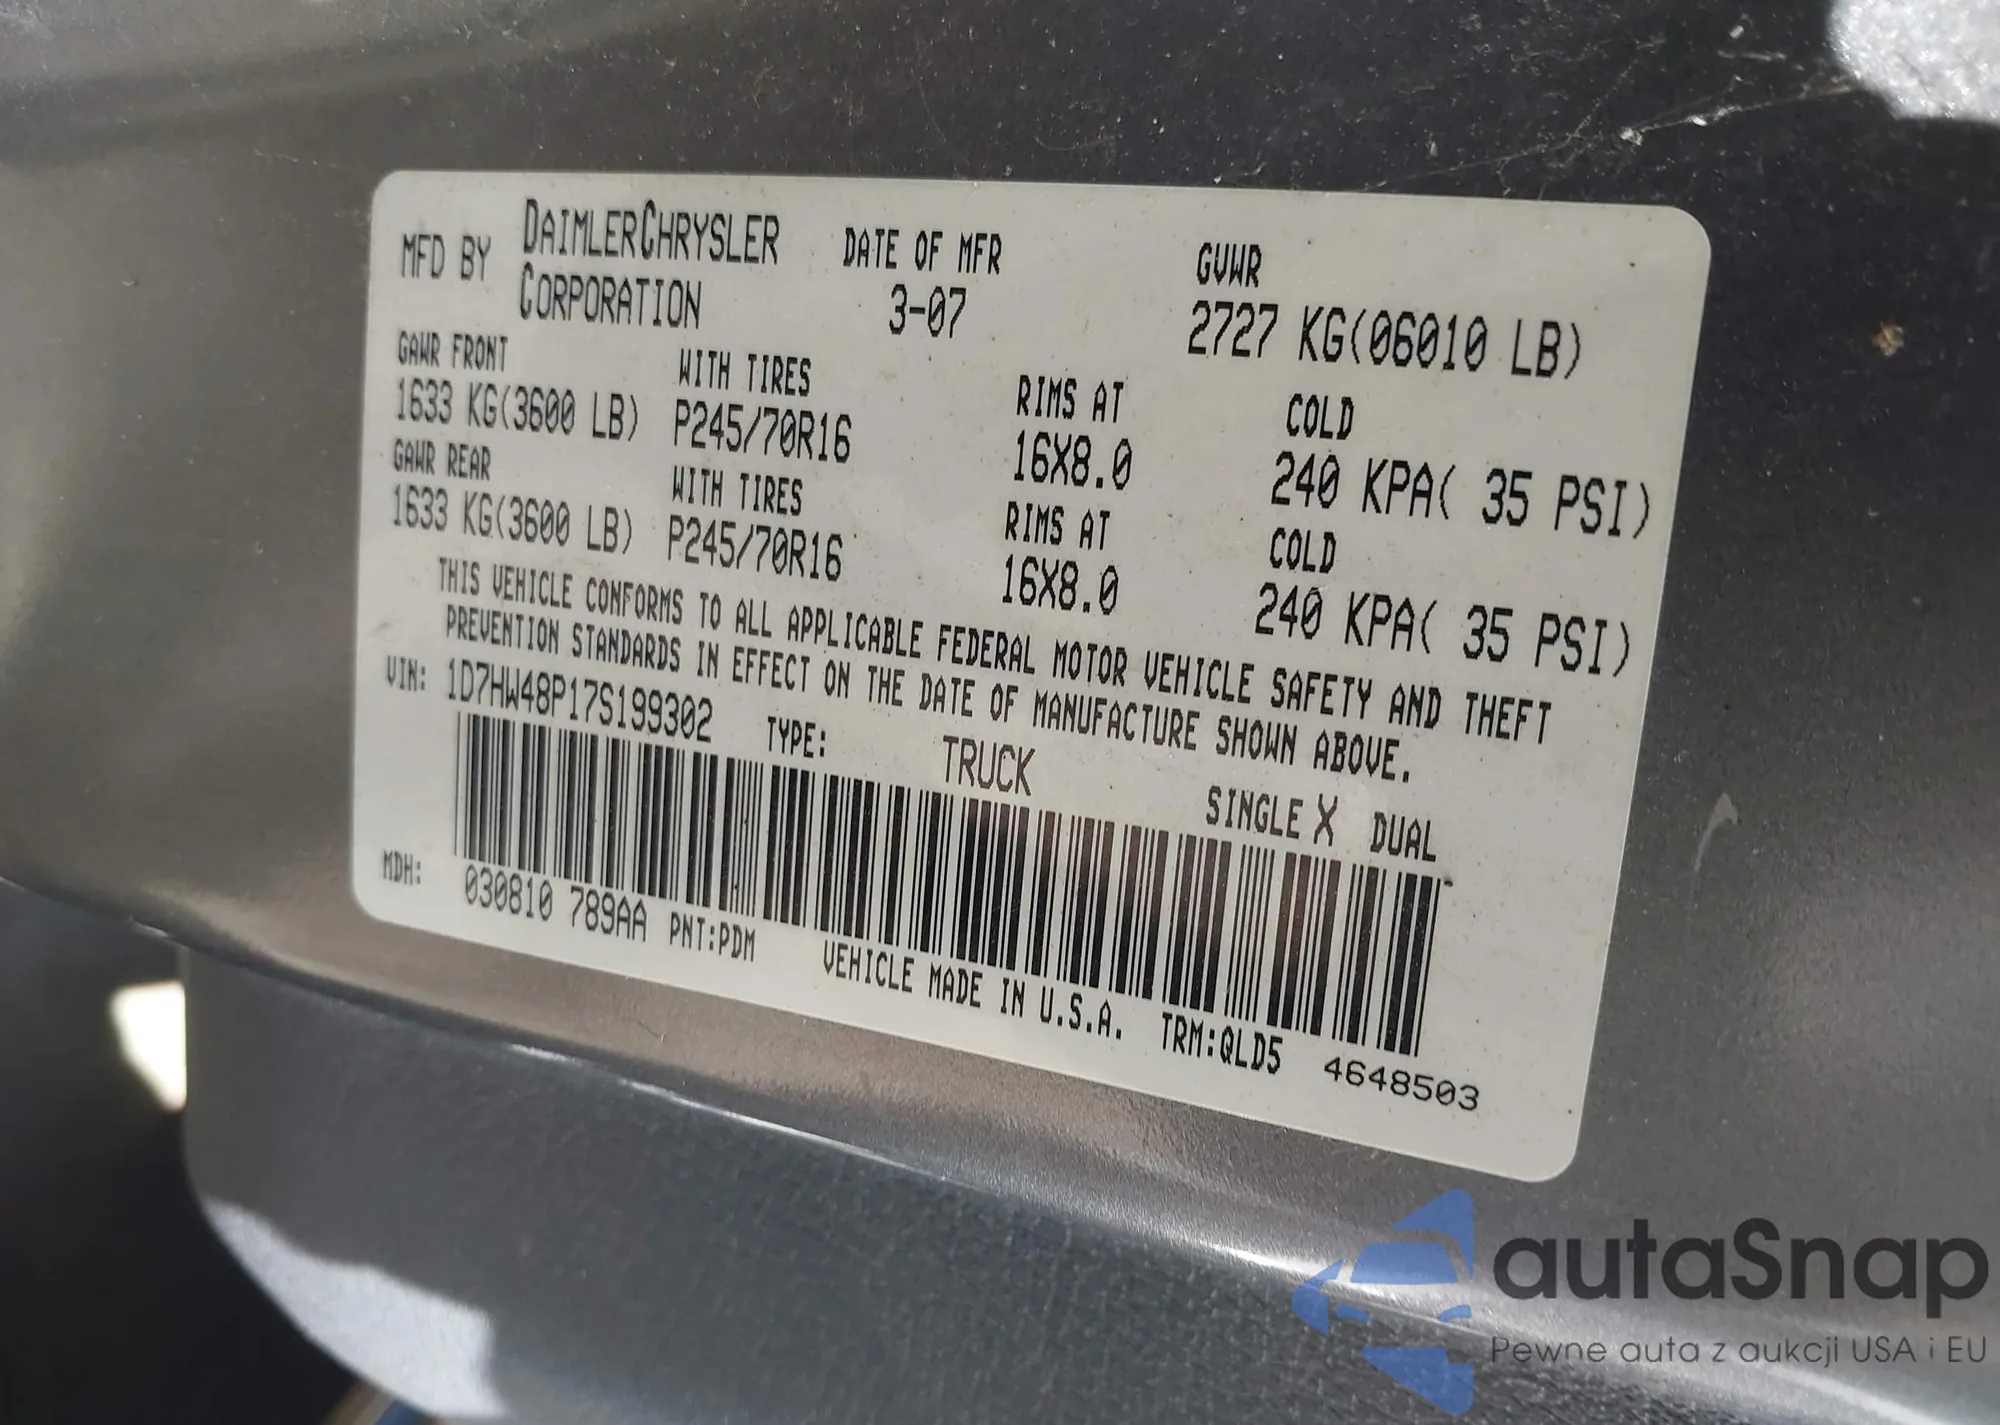 MFD BY DAIMLERCHRYSLER CORPORATION
DATE OF MFR 3-07
GVWR 2727 KG(06010 LB)
GAWR FRONT WITH TIRES RIMS AT COLD
1633 KG(3600 LB) P245/70R16 16X8.0 240 KPA( 35 PSI)
GAWR REAR WITH TIRES RIMS AT COLD
1633 KG(3600 LB) P245/70R16 16X8.0 240 KPA( 35 PSI)
THIS VEHICLE CONFORMS TO ALL APPLICABLE FEDERAL MOTOR VEHICLE SAFETY AND THEFT
PREVENTION STANDARDS IN EFFECT ON THE DATE OF MANUFACTURE SHOWN ABOVE.
VIN: 1D7HW48P17S199302 TYPE: TRUCK SINGLE X DUAL
MDH: 030810 789AA PNT:PDM VEHICLE MADE IN U.S.A. TRM:QLD5 4648503
autaSnap
Pewne auta z aukcji USA i EU